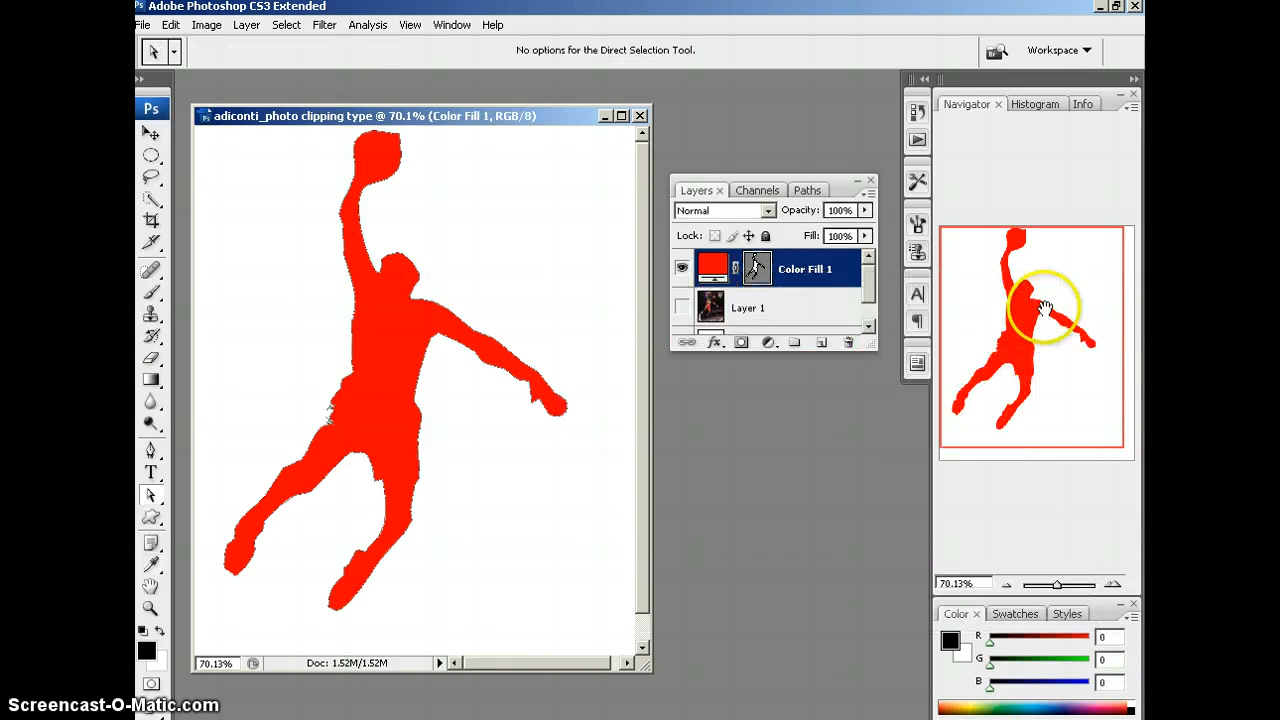 Adobe Photoshop CS3 Extended
File Edit Image Layer Select Filter Analysis View Window Help
No options for the Direct Selection Tool.
Workspace
Ps
adiconti_photo clipping type @ 70.1% (Color Fill 1, RGB/8)
Navigator Histogram Info
Layers Channels Paths
Normal Opacity: 100%
Lock: Fill: 100%
Color Fill 1
Layer 1
fx
A
T
70.13%
70.13% Doc: 1.52M/1.52M
Color Swatches Styles
R 0
G 0
B 0
Screencast-O-Matic.com